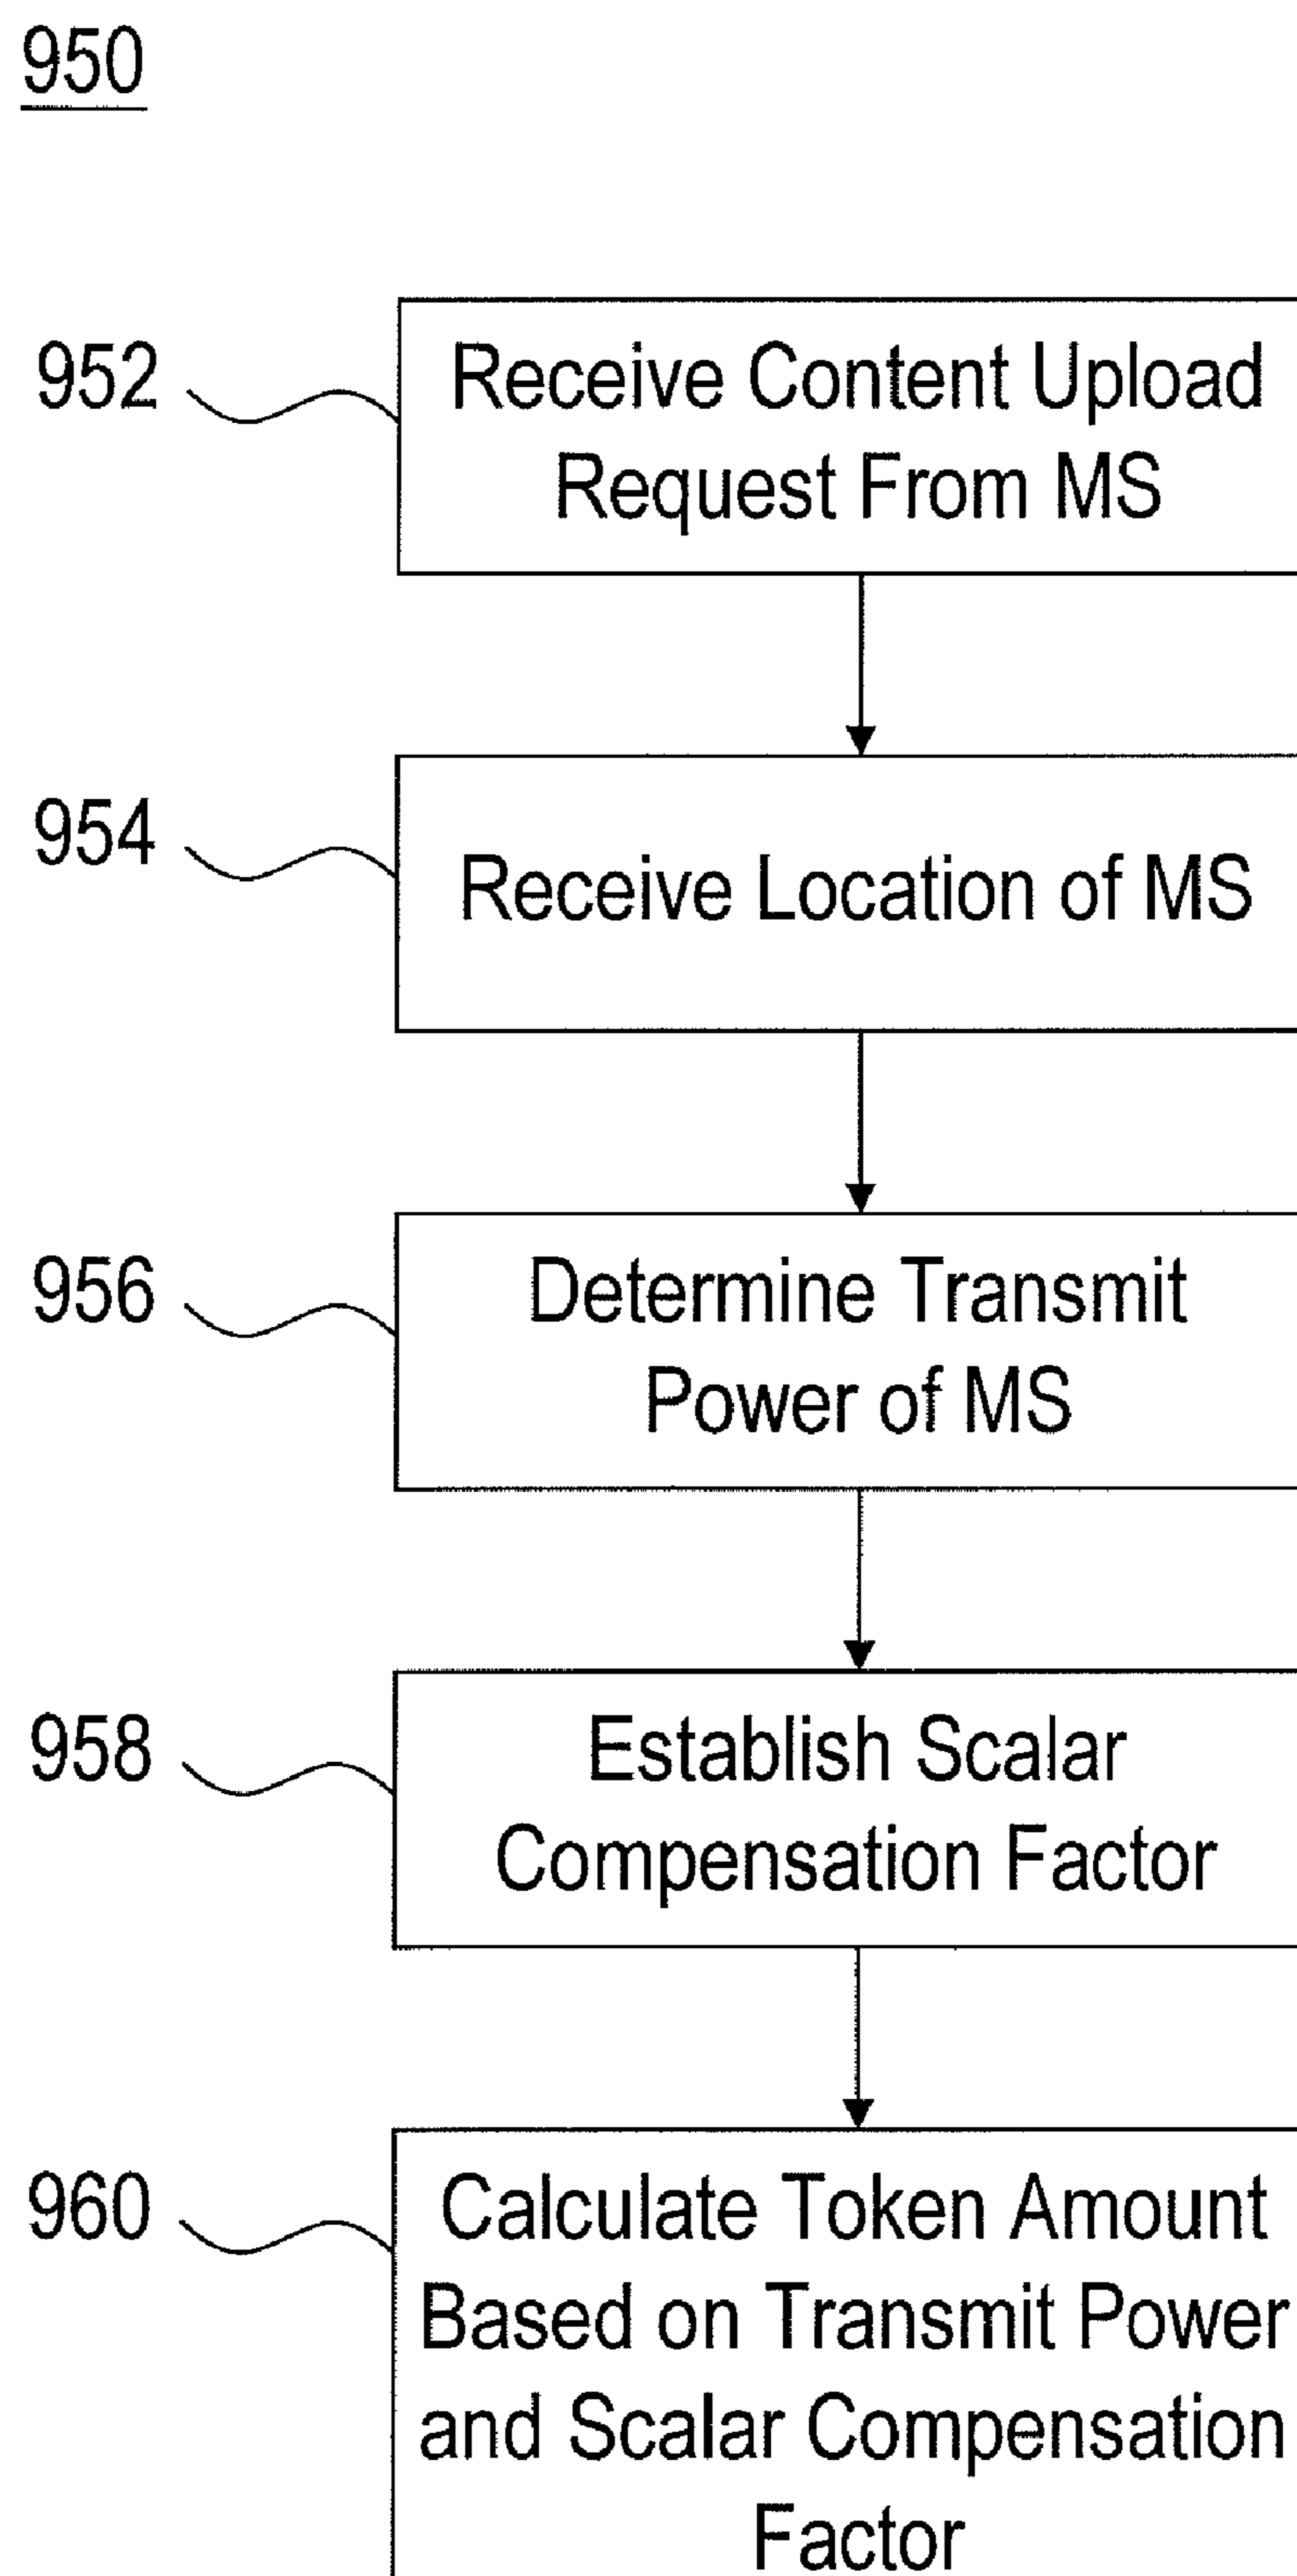 950
952
Receive Content Upload
Request From MS
954
Receive Location of MS
956
Determine Transmit
Power of MS
958
Establish Scalar
Compensation Factor
960
Calculate Token Amount
Based on Transmit Power
and Scalar Compensation
Factor